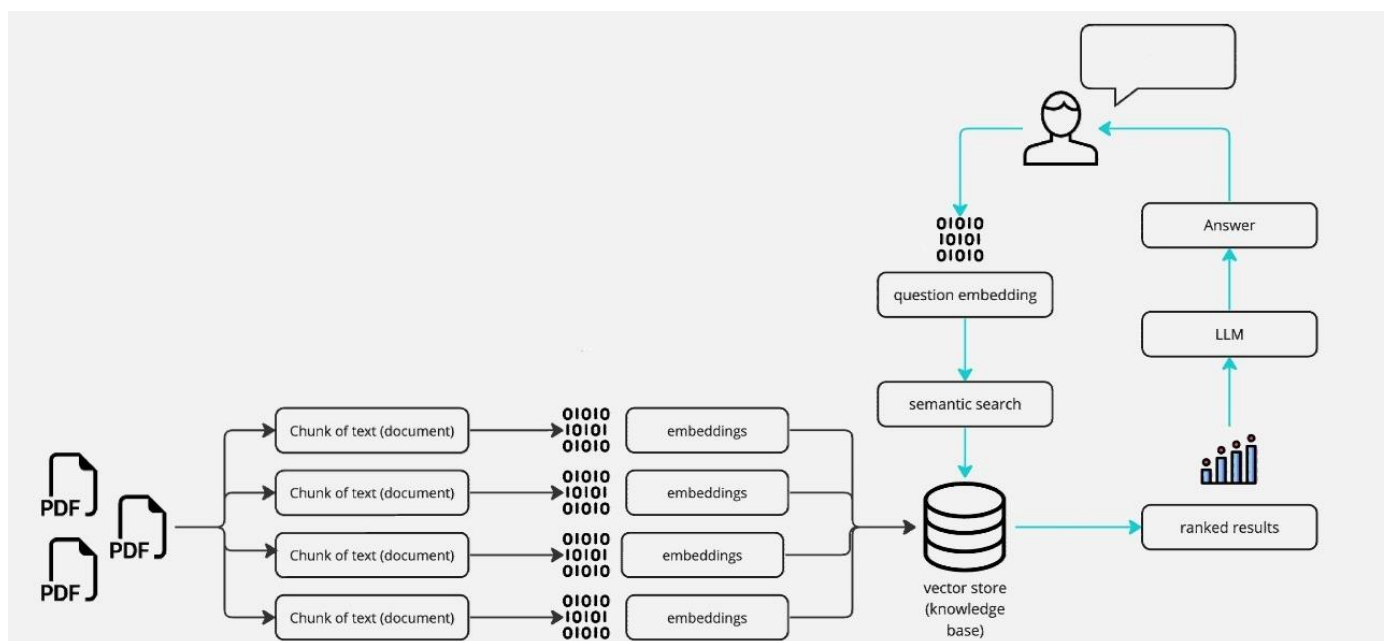 01010
10101
01010
question embedding
semantic search
Answer
LLM
ranked results
PDF
PDF
PDF
Chunk of text (document)
01010
10101
01010
embeddings
Chunk of text (document)
01010
10101
01010
embeddings
Chunk of text (document)
01010
10101
01010
embeddings
Chunk of text (document)
01010
10101
01010
embeddings
vector store
(knowledge
base)